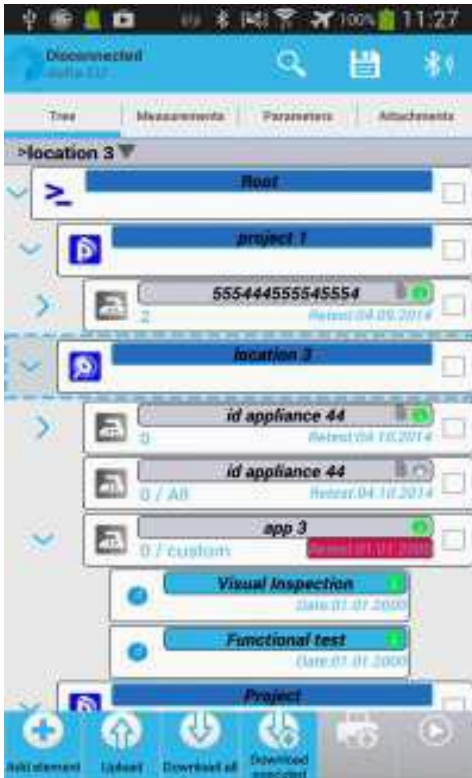 100% 11:27
Disconnected
Tree Measurements Parameters Attachments
>location 3
Root
project 1
555444555545554
2 Retest:04.09.2014
location 3
id appliance 44
0 Retest:04.10.2014
id appliance 44
0 / A8 Retest:04.10.2014
app 3
0 / custom Retest:01.01.2000
Visual Inspection
Date:01.01.2000
Functional test
Date:01.01.2000
Project
Add element Upload Download all Download
executed